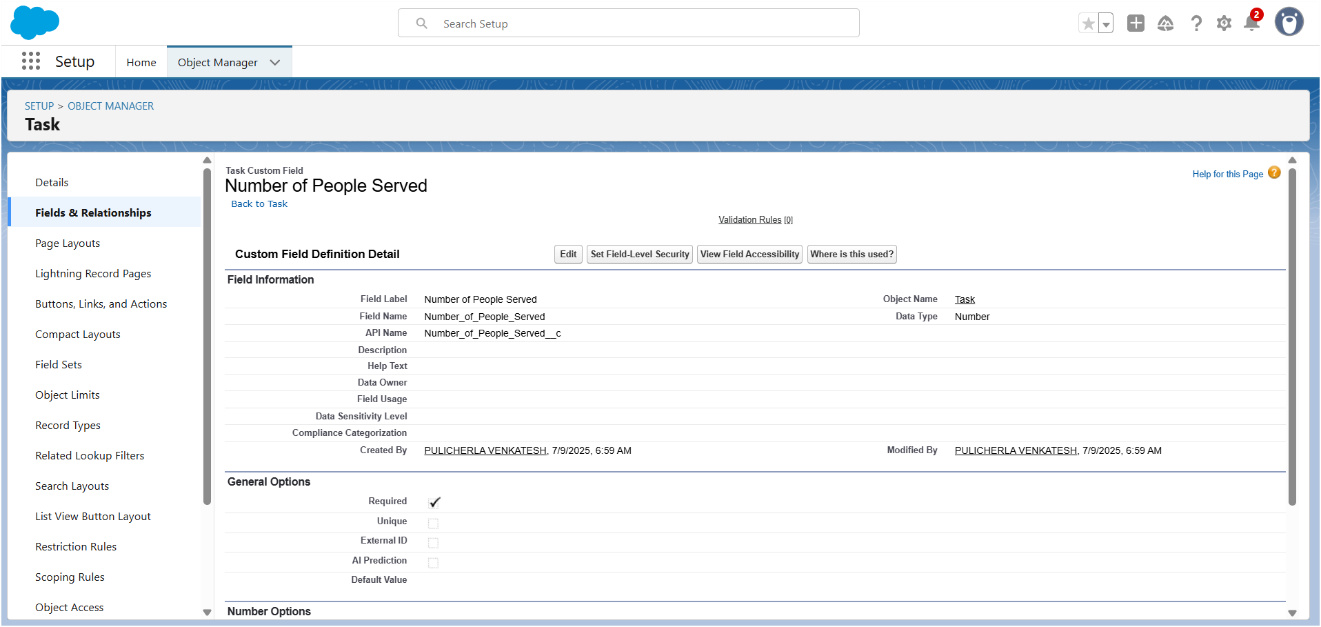 Search Setup
2
Setup
Home
Object Manager
SETUP > OBJECT MANAGER
Task
Details
Fields & Relationships
Page Layouts
Lightning Record Pages
Buttons, Links, and Actions
Compact Layouts
Field Sets
Object Limits
Record Types
Related Lookup Filters
Search Layouts
List View Button Layout
Restriction Rules
Scoping Rules
Object Access
Task Custom Field
Number of People Served
Back to Task
Help for this Page ?
Validation Rules [0]
Custom Field Definition Detail
Edit
Set Field-Level Security
View Field Accessibility
Where is this used?
Field Information
Field Label Number of People Served Object Name Task
Field Name Number_of_People_Served Data Type Number
API Name Number_of_People_Served__c
Description
Help Text
Data Owner
Field Usage
Data Sensitivity Level
Compliance Categorization
Created By PULICHERLA VENKATESH, 7/9/2025, 6:59 AM Modified By PULICHERLA VENKATESH, 7/9/2025, 6:59 AM
General Options
Required
Unique
External ID
AI Prediction
Default Value
Number Options